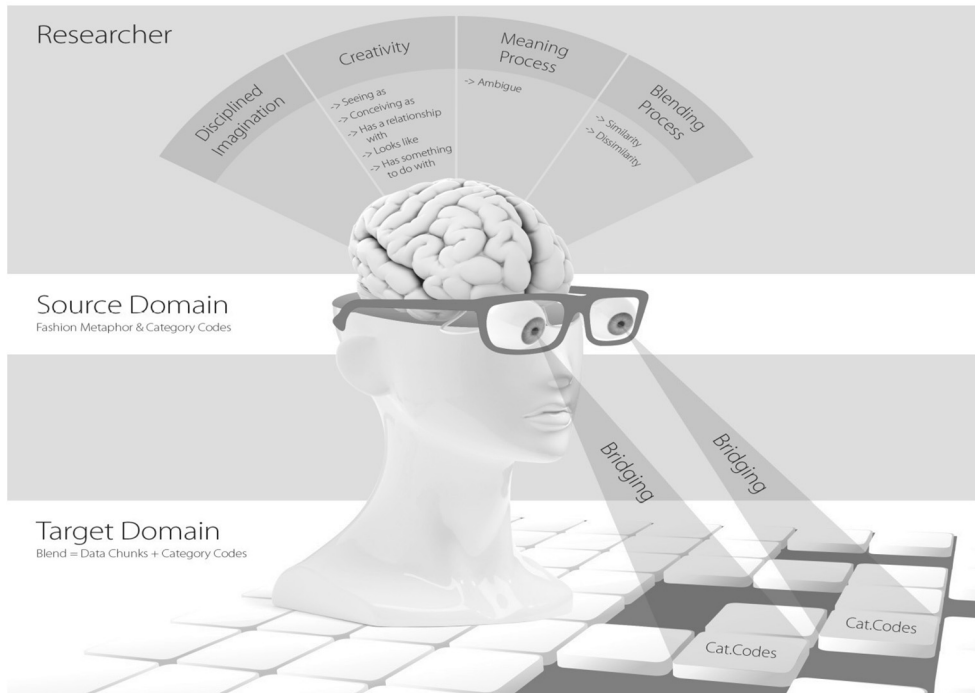 Researcher
Disciplined
Imagination
Creativity
-> Seeing as
-> Conceiving as
-> Has a relationship
with
-> Looks like
-> Has something
to do with
Meaning
Process
-> Ambigue
Blending
Process
-> Similarity
-> Dissimilarity
Source Domain
Fashion Metaphor & Category Codes
Bridging
Bridging
Target Domain
Blend = Data Chunks + Category Codes
Cat.Codes
Cat.Codes